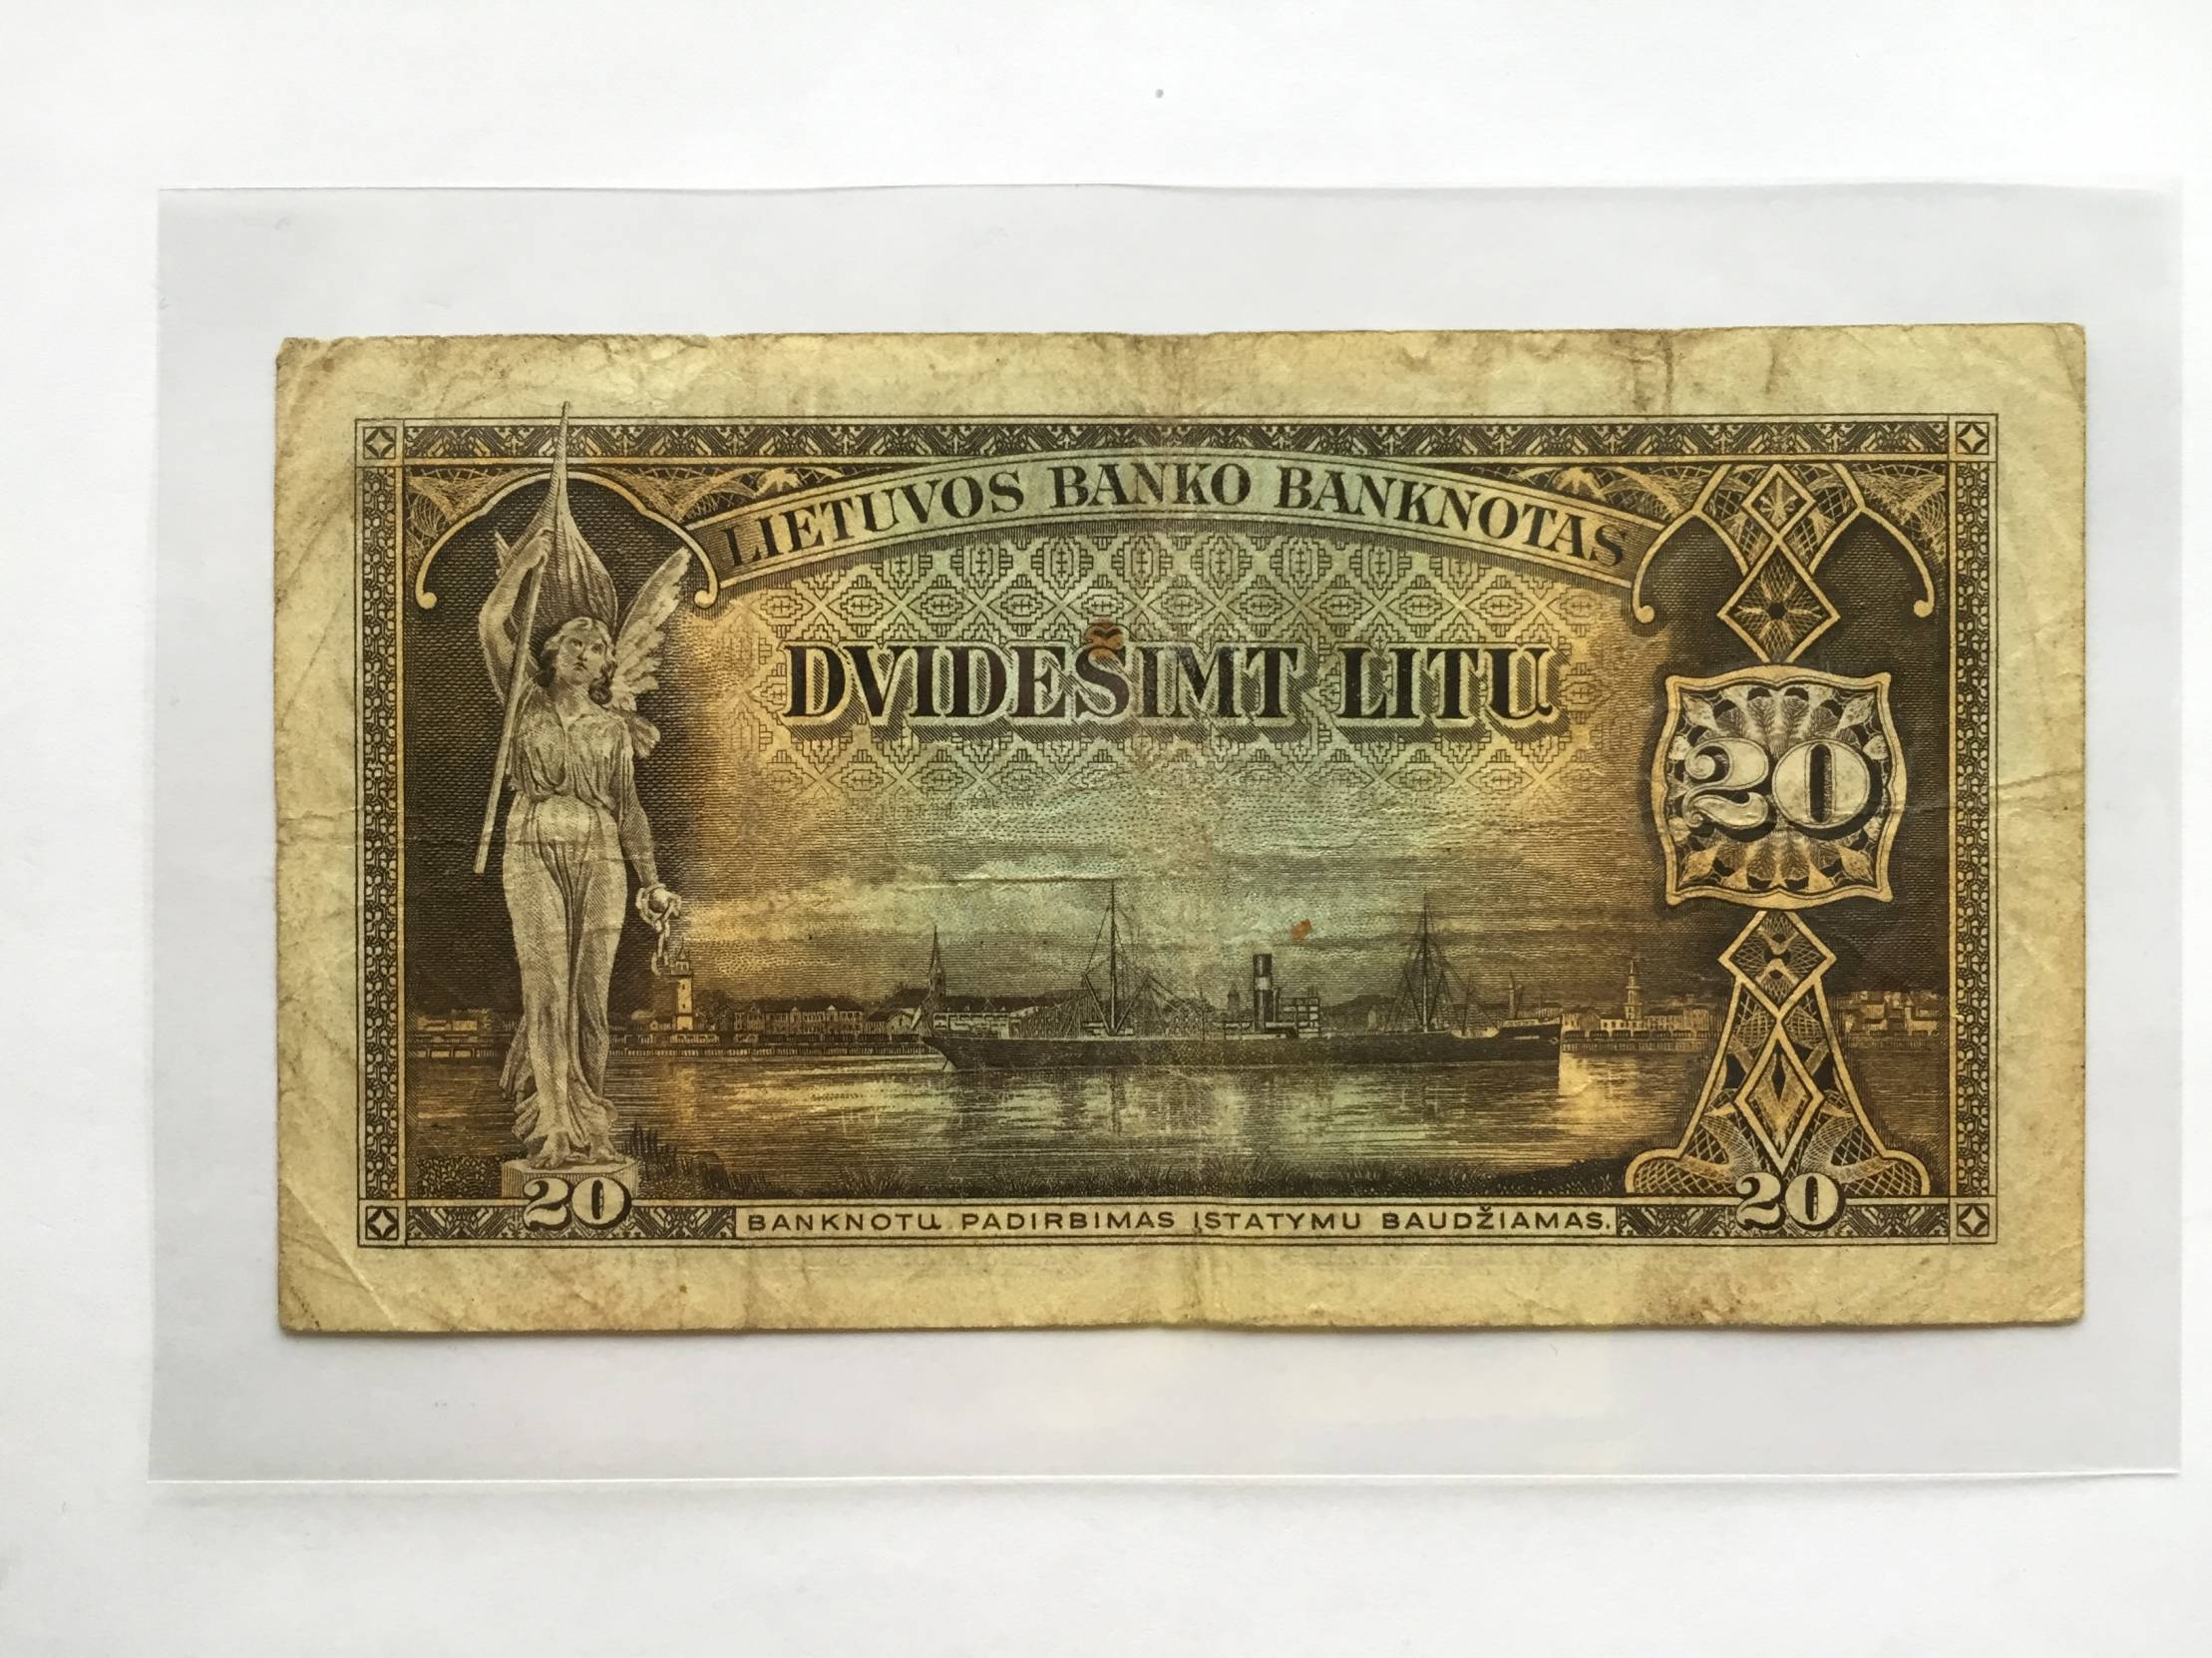 LIETUVOS BANKO BANKNOTAS
DVIDEŠIMT LITŲ
20
20
BANKNOTŲ PADIRBIMAS ĮSTATYMU BAUDŽIAMAS.
20